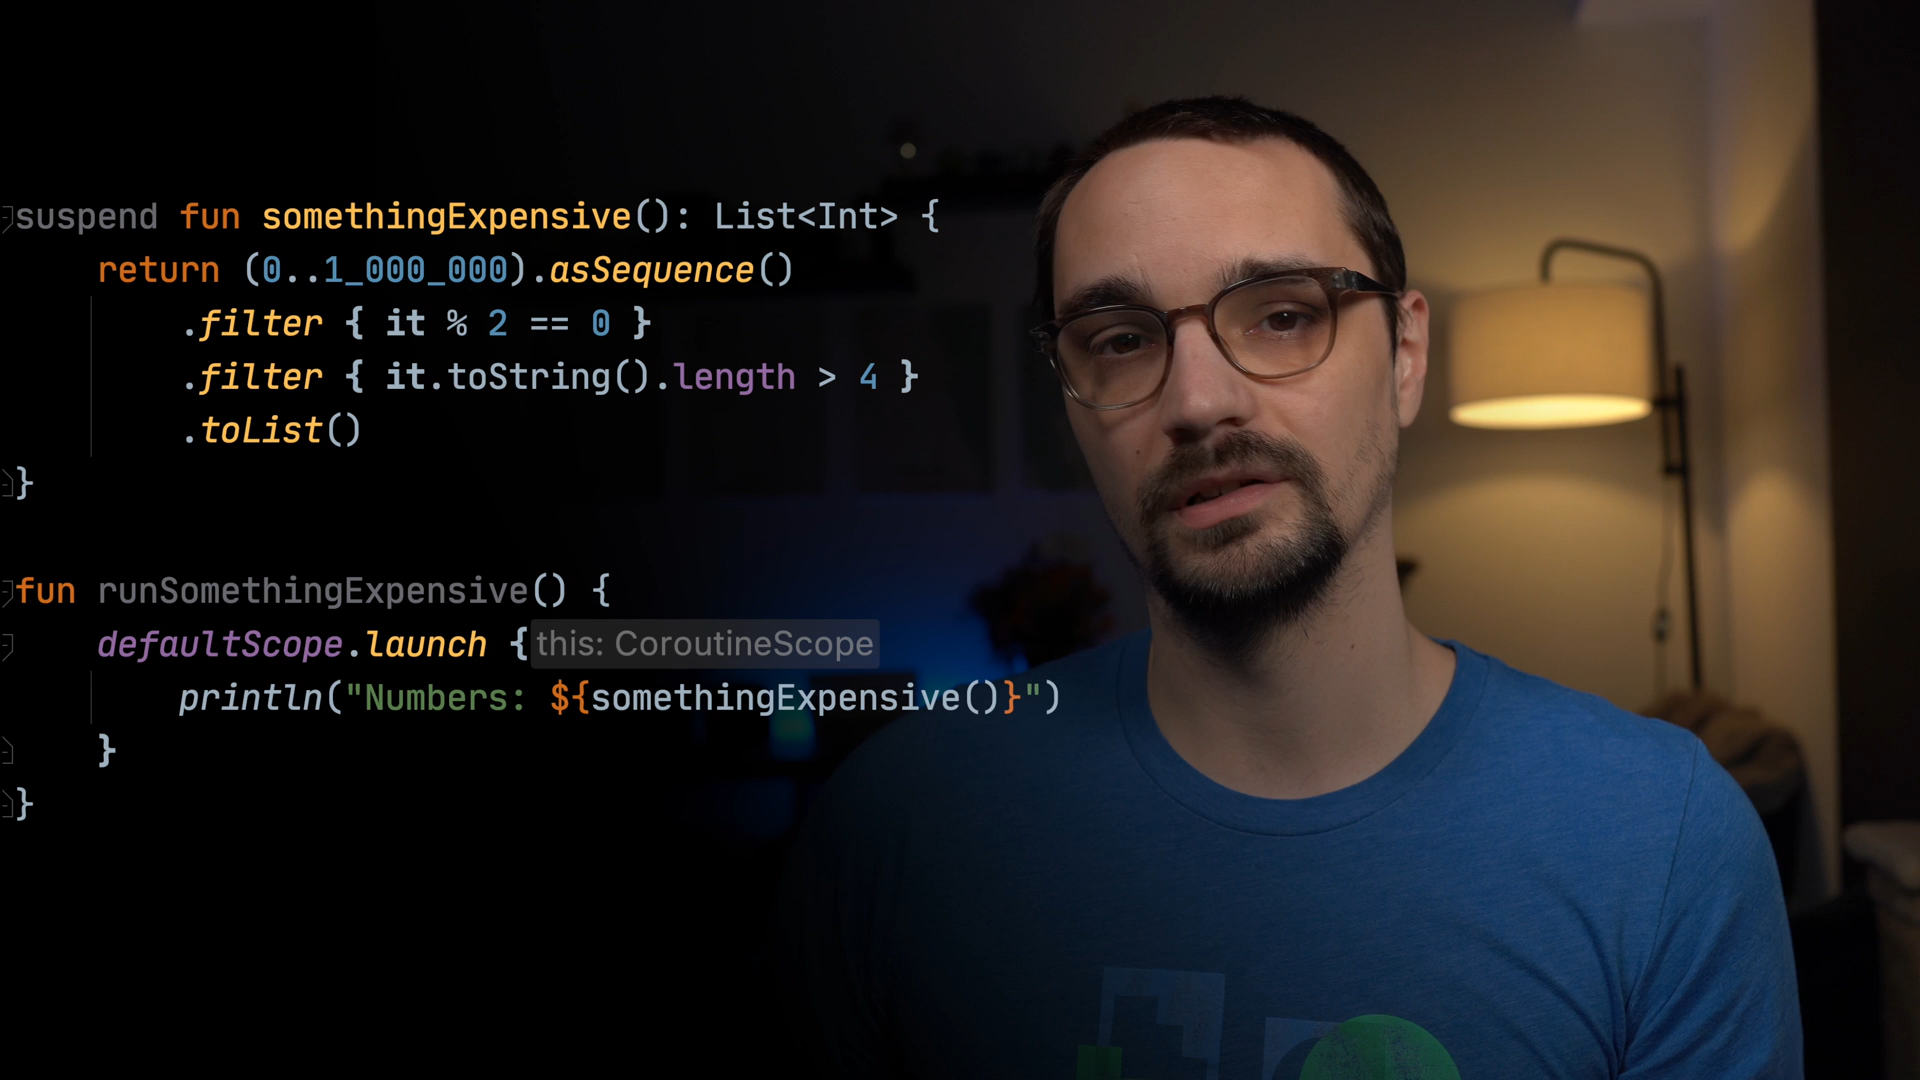 suspend fun somethingExpensive(): List<Int> {
return (0..1_000_000).asSequence()
.filter { it % 2 == 0 }
.filter { it.toString().length > 4 }
.toList()
}
fun runSomethingExpensive() {
defaultScope.launch { this: CoroutineScope
println("Numbers: ${somethingExpensive()}")
}
}